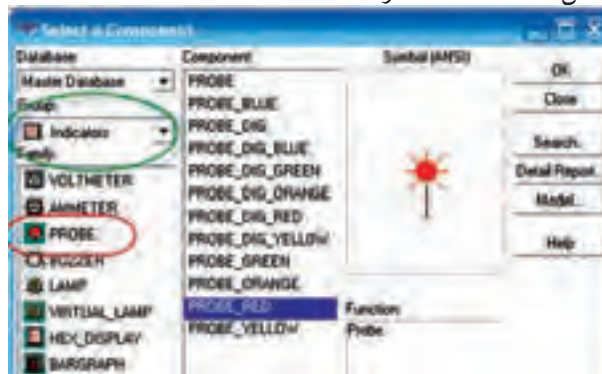 Select a Component
Database
Master Database
Group:
Indicators
Family:
VOLTMETER
AMMETER
PROBE
BUZZER
LAMP
VIRTUAL_LAMP
HEX_DISPLAY
BARGRAPH
Component
PROBE
PROBE_BLUE
PROBE_DIG
PROBE_DIG_BLUE
PROBE_DIG_GREEN
PROBE_DIG_ORANGE
PROBE_DIG_RED
PROBE_DIG_YELLOW
PROBE_GREEN
PROBE_ORANGE
PROBE_RED
PROBE_YELLOW
Symbol (ANSI)
Function:
Probe
OK
Close
Search..
Detail Report..
Model..
Help